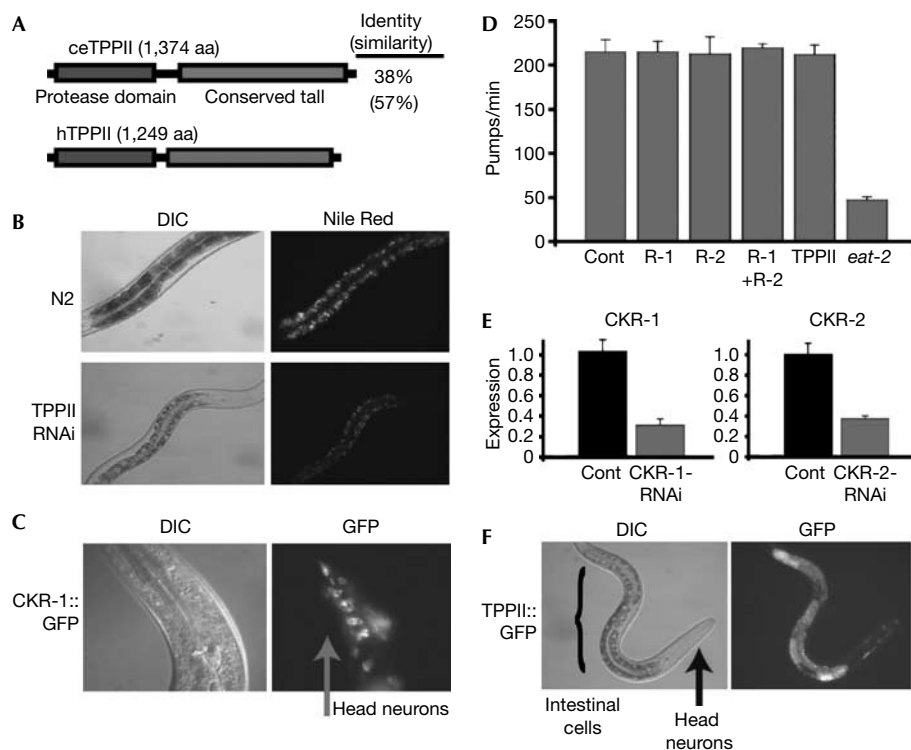 A
Identity
(similarity)
ceTPPII (1,374 aa)
38%
(57%)
Protease domain
Conserved tall
hTPPII (1,249 aa)
B
DIC
Nile Red
N2
TPPII
RNAi
C
DIC
GFP
CKR-1::
GFP
Head neurons
D
Pumps/min
250
200
150
100
50
0
Cont
R-1
R-2
R-1
+R-2
TPPII
eat-2
E
CKR-1
CKR-2
Expression
1.0
0.8
0.6
0.4
0.2
0
Cont
CKR-1-
RNAi
1.0
0.8
0.6
0.4
0.2
0
Cont
CKR-2-
RNAi
F
DIC
GFP
TPPII::
GFP
Intestinal
cells
Head
neurons